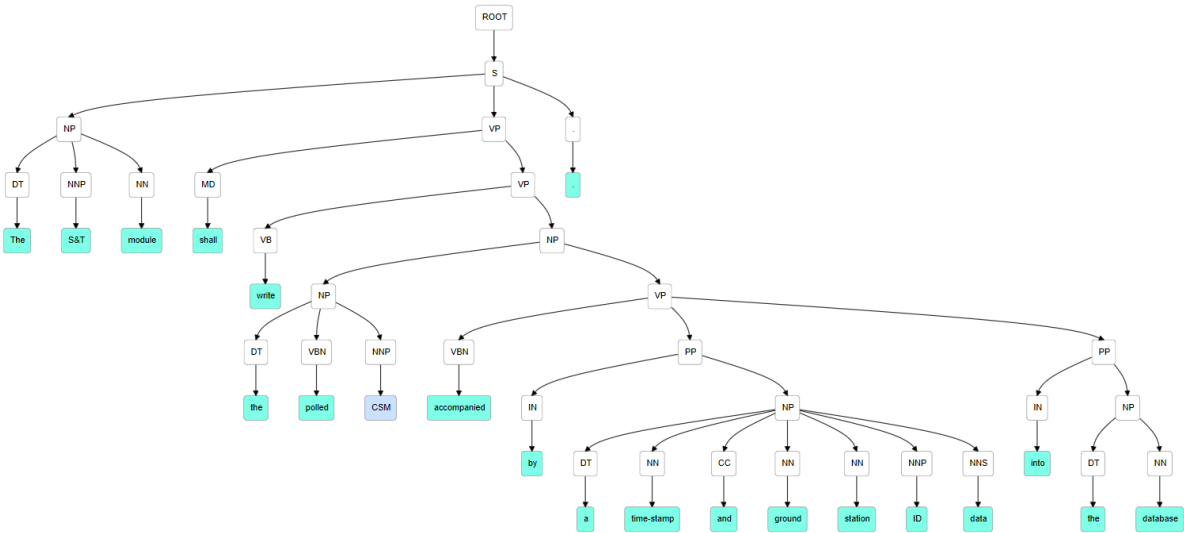 ROOT
S
NP VP .
DT NNP NN MD VP .
The S&T module shall VB NP
write NP VP
DT VBN NNP VBN PP PP
the polled CSM accompanied IN NP IN NP
by DT NN CC NN NN NNP NNS into DT NN
a time-stamp and ground station ID data the database